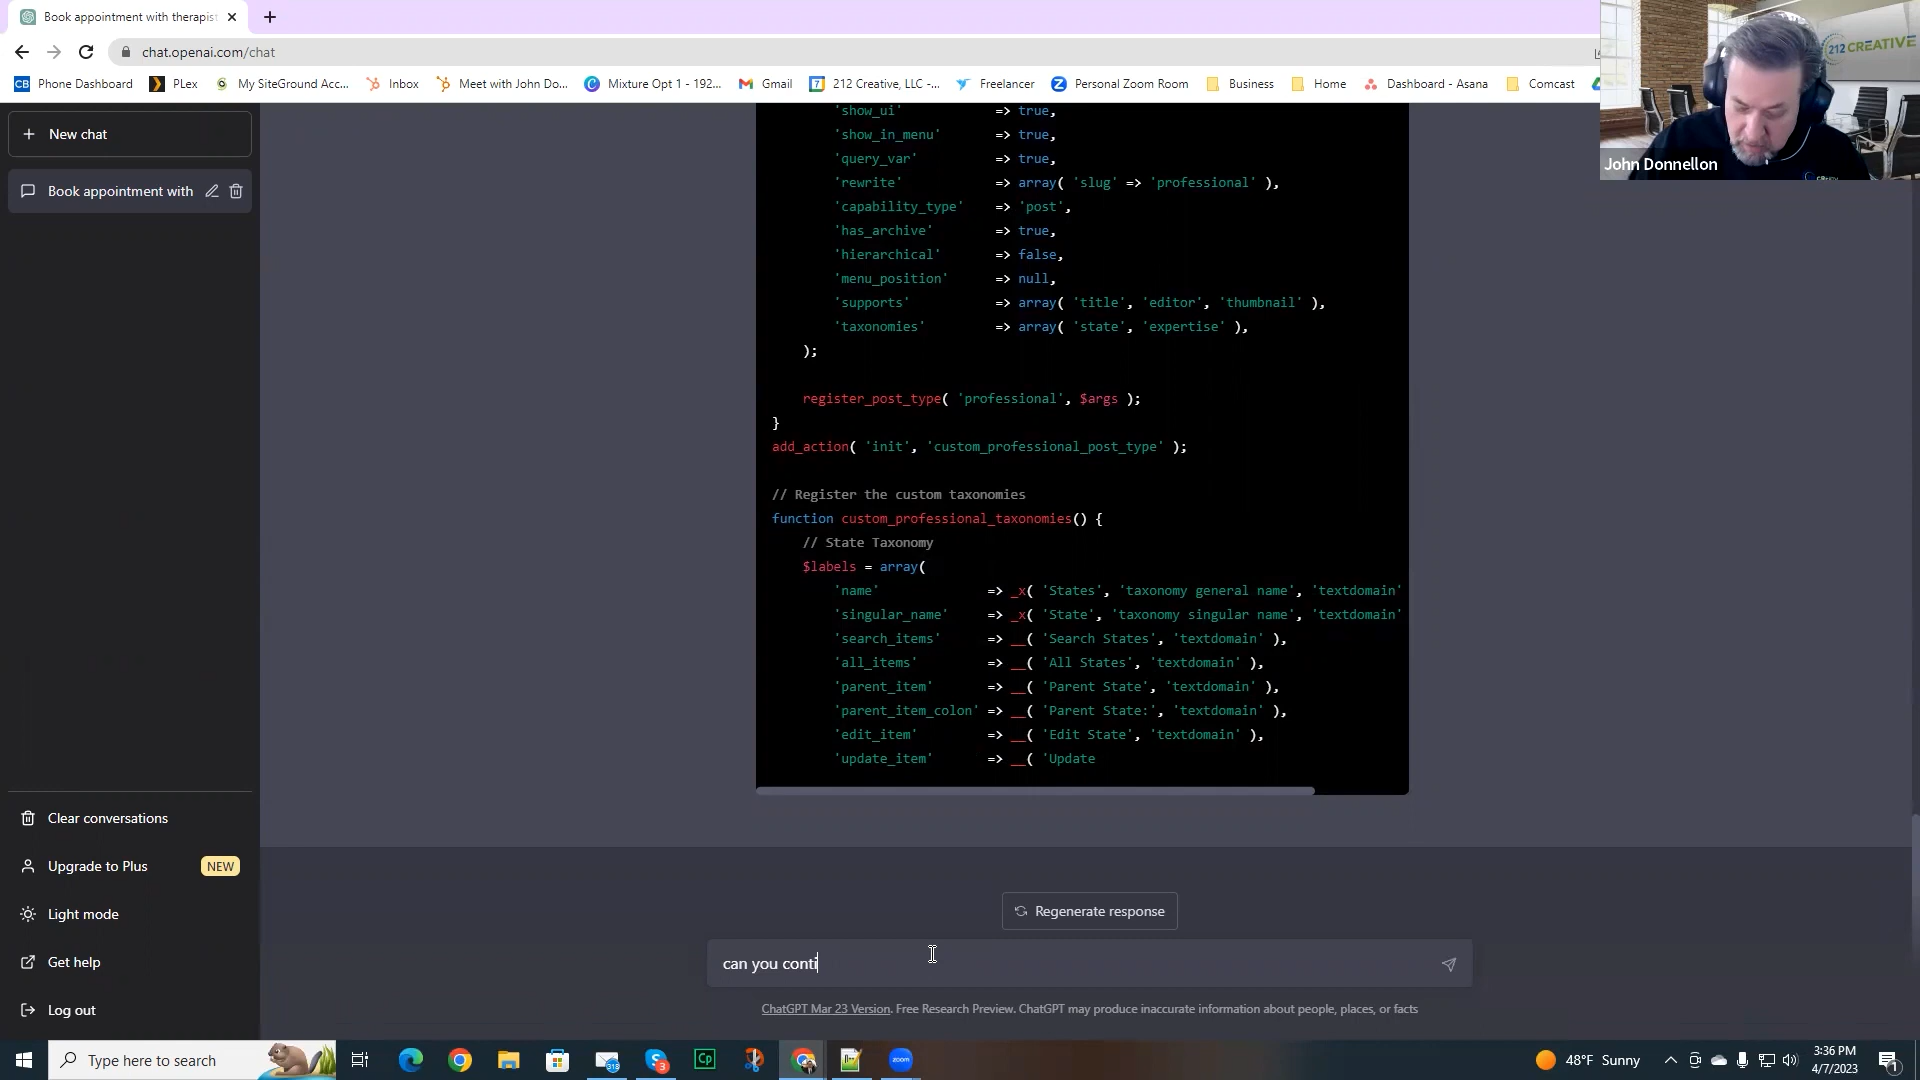 Book appointment with therapist
chat.openai.com/chat
Phone Dashboard
PLex
My SiteGround Acc...
Inbox
Meet with John Do...
Mixture Opt 1 - 192...
Gmail
212 Creative, LLC -...
Freelancer
Personal Zoom Room
Business
Home
Dashboard - Asana
Comcast
212 CREATIVE
John Donnellon
New chat
Book appointment with
'show_ui' => true,
'show_in_menu' => true,
'query_var' => true,
'rewrite' => array( 'slug' => 'professional' ),
'capability_type' => 'post',
'has_archive' => true,
'hierarchical' => false,
'menu_position' => null,
'supports' => array( 'title', 'editor', 'thumbnail' ),
'taxonomies' => array( 'state', 'expertise' ),
);
register_post_type( 'professional', $args );
}
add_action( 'init', 'custom_professional_post_type' );
// Register the custom taxonomies
function custom_professional_taxonomies() {
// State Taxonomy
$labels = array(
'name' => _x( 'States', 'taxonomy general name', 'textdomain'
'singular_name' => _x( 'State', 'taxonomy singular name', 'textdomain'
'search_items' => __( 'Search States', 'textdomain' ),
'all_items' => __( 'All States', 'textdomain' ),
'parent_item' => __( 'Parent State', 'textdomain' ),
'parent_item_colon' => __( 'Parent State:', 'textdomain' ),
'edit_item' => __( 'Edit State', 'textdomain' ),
'update_item' => __( 'Update
Clear conversations
Upgrade to Plus NEW
Light mode
Get help
Log out
Regenerate response
can you conti
ChatGPT Mar 23 Version. Free Research Preview. ChatGPT may produce inaccurate information about people, places, or facts
Type here to search
48°F Sunny
3:36 PM
4/7/2023